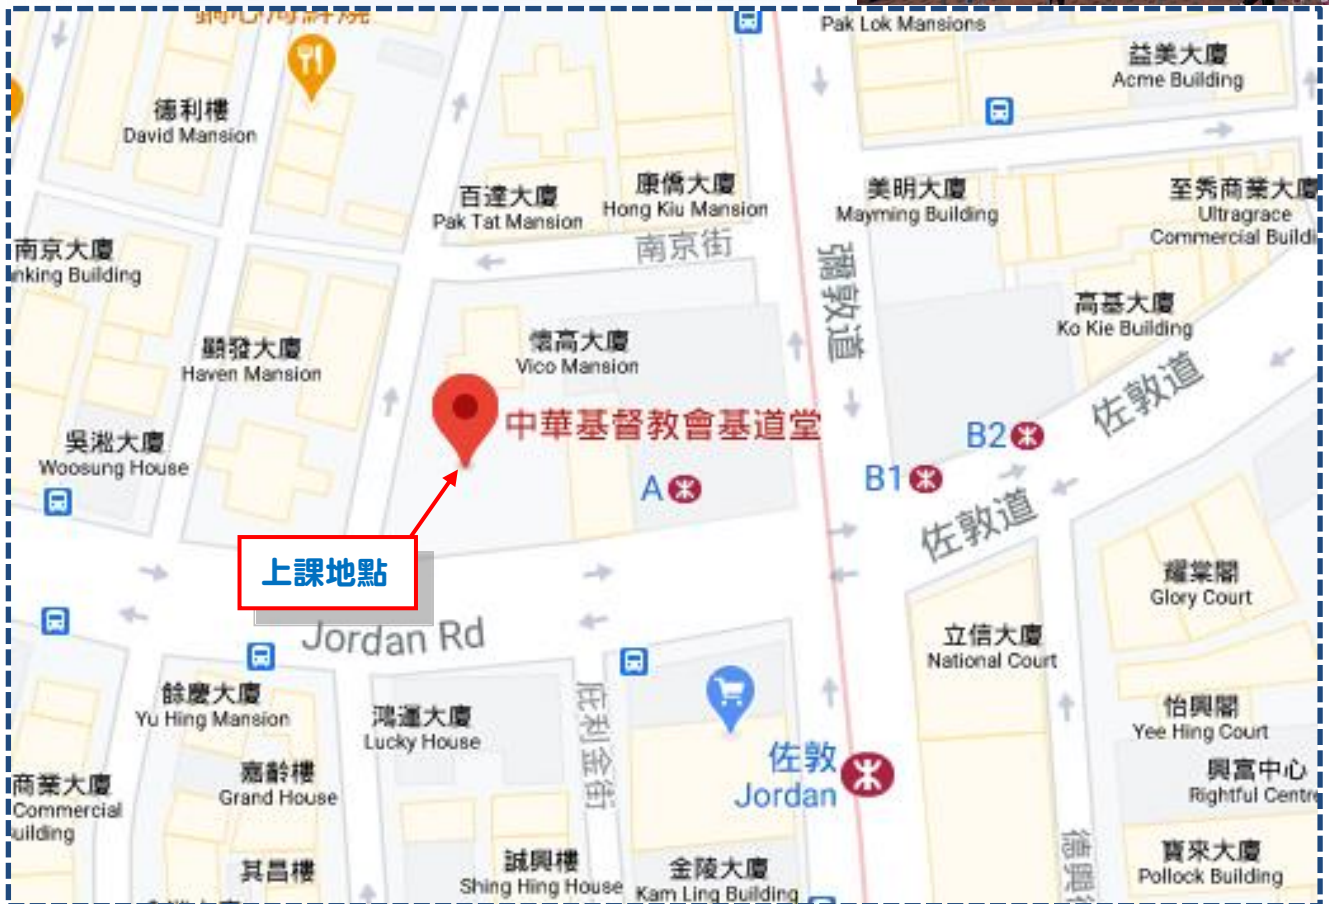 Pak Lok Mansions
益美大廈
Acme Building
德利樓
David Mansion
百達大廈
Pak Tat Mansion
康僑大廈
Hong Kiu Mansion
美明大廈
Mayming Building
至秀商業大廈
Ultragrace
Commercial Buildi
南京街
南京大廈
nking Building
彌敦道
高基大廈
Ko Kie Building
顯發大廈
Haven Mansion
懷高大廈
Vico Mansion
佐敦道
中華基督教會基道堂
吳淞大廈
Woosung House
A
B2
B1
佐敦道
上課地點
Jordan Rd
耀棠閣
Glory Court
立信大廈
National Court
餘慶大廈
Yu Hing Mansion
鴻運大廈
Lucky House
庇利金街
怡興閣
Yee Hing Court
佐敦
Jordan
興富中心
Rightful Centre
商業大廈
Commercial
uilding
嘉齡樓
Grand House
其昌樓
誠興樓
Shing Hing House
金陵大廈
Kam Ling Building
德興街
寶來大廈
Pollock Building